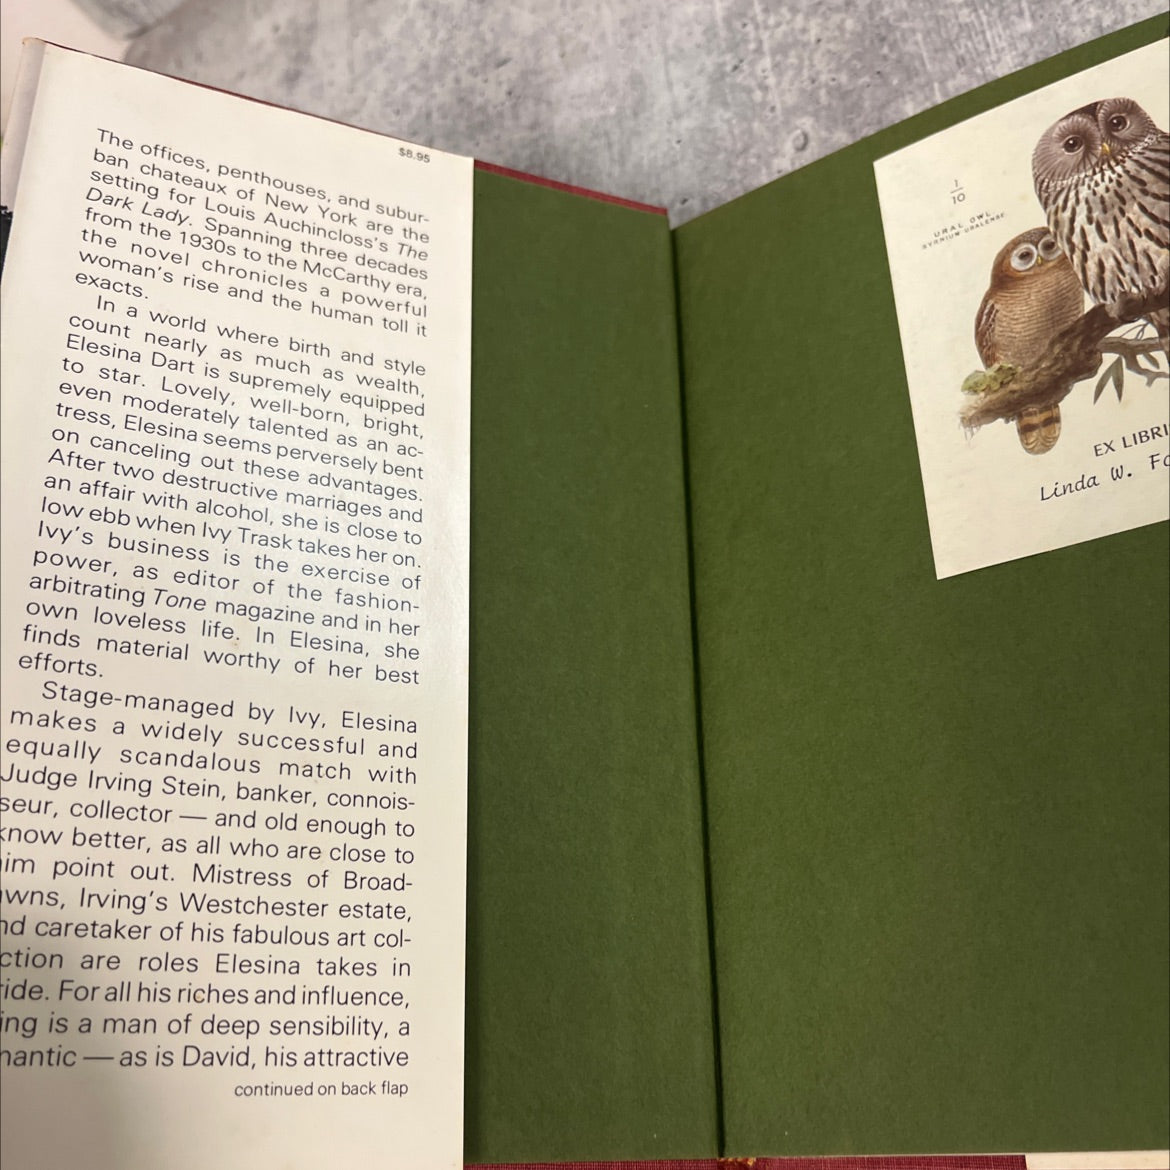 $8.95
The offices, penthouses, and subur-
ban chateaux of New York are the
setting for Louis Auchincloss's The
Dark Lady. Spanning three decades
from the 1930s to the McCarthy era,
the novel chronicles a powerful
woman's rise and the human toll it
exacts.
In a world where birth and style
count nearly as much as wealth,
Elesina Dart is supremely equipped
to star. Lovely, well-born, bright,
even moderately talented as an ac-
tress, Elesina seems perversely bent
on canceling out these advantages.
After two destructive marriages and
an affair with alcohol, she is close to
low ebb when Ivy Trask takes her on.
Ivy's business is the exercise of
power, as editor of the fashion-
arbitrating Tone magazine and in her
own loveless life. In Elesina, she
finds material worthy of her best
efforts.
Stage-managed by Ivy, Elesina
makes a widely successful and
equally scandalous match with
Judge Irving Stein, banker, connois-
seur, collector — and old enough to
know better, as all who are close to
im point out. Mistress of Broad-
wns, Irving's Westchester estate,
nd caretaker of his fabulous art col-
ction are roles Elesina takes in
ride. For all his riches and influence,
ing is a man of deep sensibility, a
mantic — as is David, his attractive
continued on back flap
1
10
URAL OWL
SYRNIUM URALENSE.
EX LIBRI
Linda W. Fo